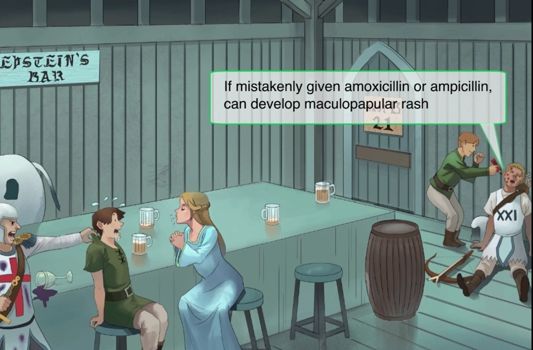 EPSTEIN'S
BAR
If mistakenly given amoxicillin or ampicillin,
can develop maculopapular rash
21
XXI